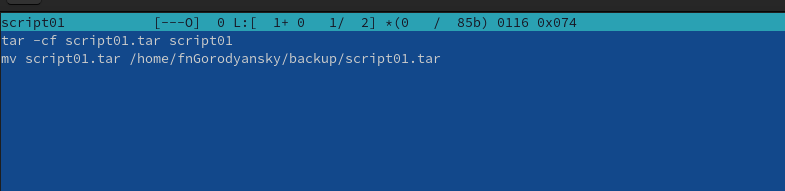 script01 [---O] 0 L:[ 1+ 0 1/ 2] *(0 / 85b) 0116 0x074
tar -cf script01.tar script01
mv script01.tar /home/fnGorodyansky/backup/script01.tar